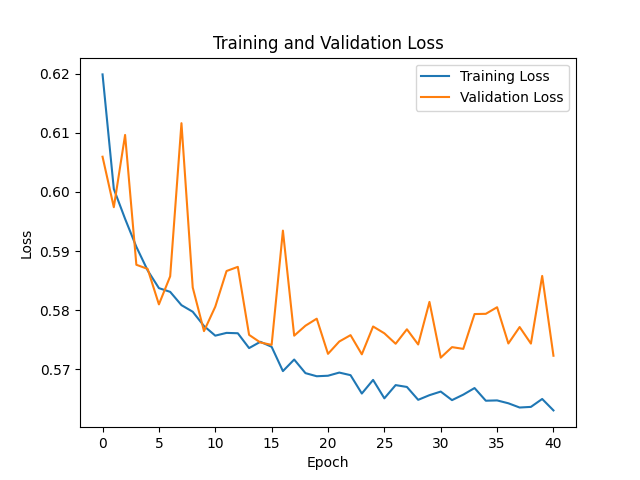 Training and Validation Loss
Training Loss
Validation Loss
0.62
0.61
0.60
0.59
0.58
0.57
Loss
0 5 10 15 20 25 30 35 40
Epoch